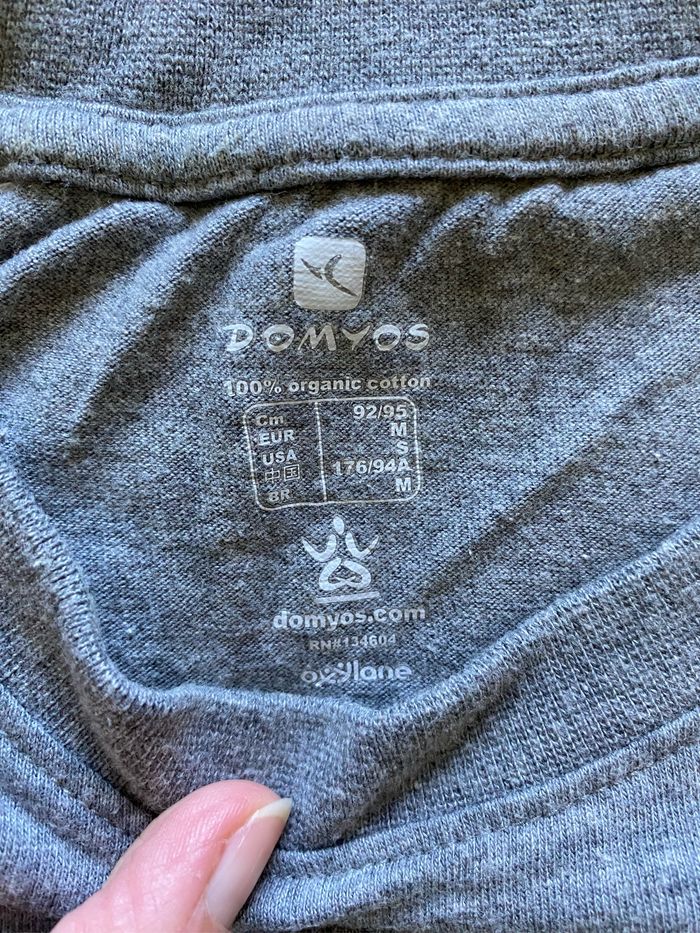 DOMYOS
100% organic cotton
Cm 92/95
EUR M
USA S
中国 176/94A
BR M
domyos.com
RN#134604
oxylane